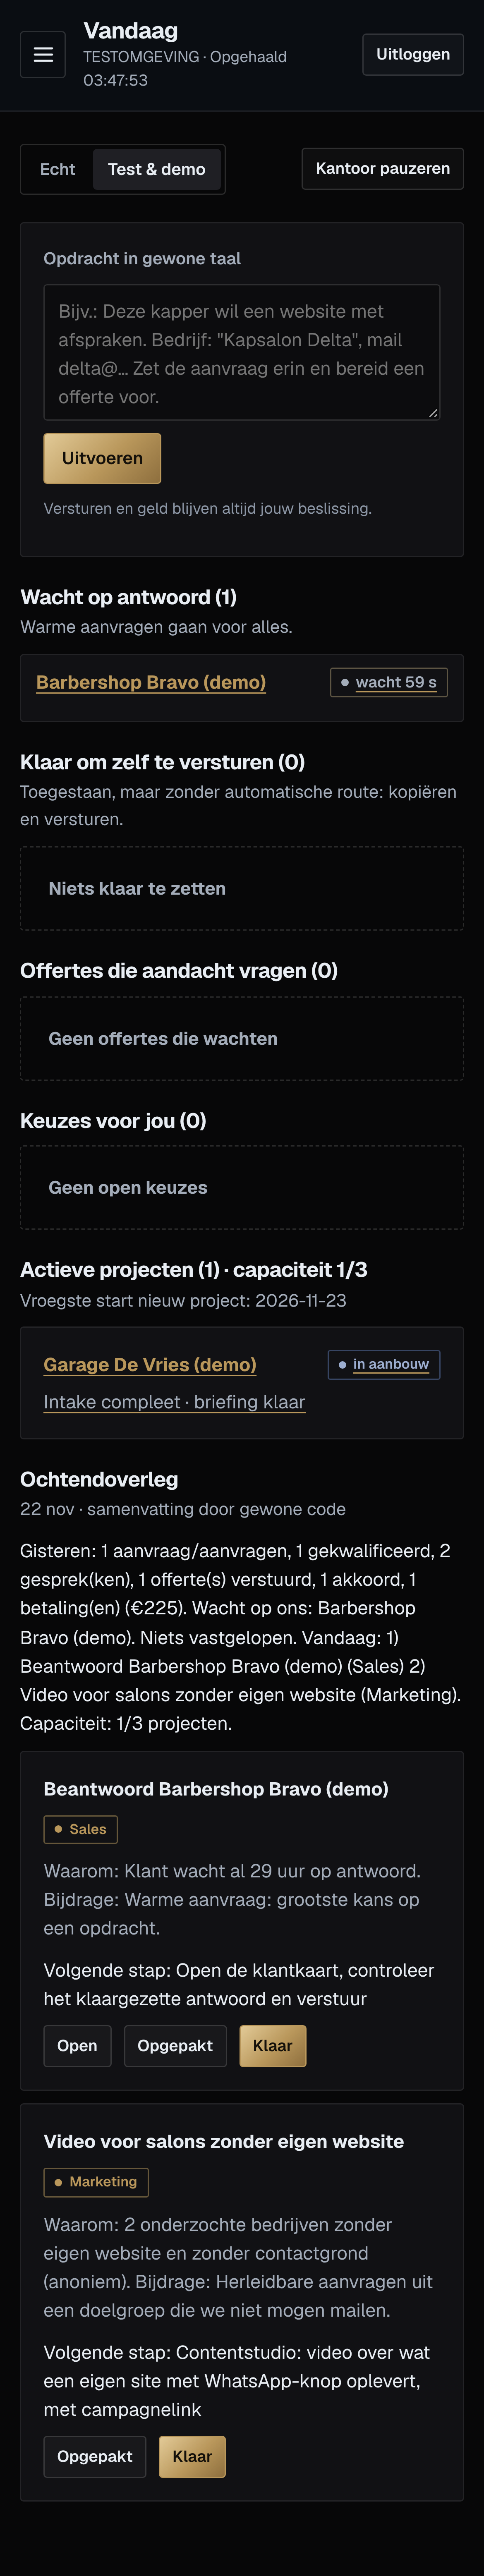 Vandaag
TESTOMGEVING · Opgehaald
03:47:53
Uitloggen
Echt
Test & demo
Kantoor pauzeren
Opdracht in gewone taal
Bijv.: Deze kapper wil een website met
afspraken. Bedrijf: "Kapsalon Delta", mail
delta@... Zet de aanvraag erin en bereid een
offerte voor.
Uitvoeren
Versturen en geld blijven altijd jouw beslissing.
Wacht op antwoord (1)
Warme aanvragen gaan voor alles.
Barbershop Bravo (demo)
wacht 59 s
Klaar om zelf te versturen (0)
Toegestaan, maar zonder automatische route: kopiëren
en versturen.
Niets klaar te zetten
Offertes die aandacht vragen (0)
Geen offertes die wachten
Keuzes voor jou (0)
Geen open keuzes
Actieve projecten (1) · capaciteit 1/3
Vroegste start nieuw project: 2026-11-23
Garage De Vries (demo)
in aanbouw
Intake compleet · briefing klaar
Ochtendoverleg
22 nov · samenvatting door gewone code
Gisteren: 1 aanvraag/aanvragen, 1 gekwalificeerd, 2
gesprek(ken), 1 offerte(s) verstuurd, 1 akkoord, 1
betaling(en) (€225). Wacht op ons: Barbershop
Bravo (demo). Niets vastgelopen. Vandaag: 1)
Beantwoord Barbershop Bravo (demo) (Sales) 2)
Video voor salons zonder eigen website (Marketing).
Capaciteit: 1/3 projecten.
Beantwoord Barbershop Bravo (demo)
Sales
Waarom: Klant wacht al 29 uur op antwoord.
Bijdrage: Warme aanvraag: grootste kans op
een opdracht.
Volgende stap: Open de klantkaart, controleer
het klaargezette antwoord en verstuur
Open
Opgepakt
Klaar
Video voor salons zonder eigen website
Marketing
Waarom: 2 onderzochte bedrijven zonder
eigen website en zonder contactgrond
(anoniem). Bijdrage: Herleidbare aanvragen uit
een doelgroep die we niet mogen mailen.
Volgende stap: Contentstudio: video over wat
een eigen site met WhatsApp-knop oplevert,
met campagnelink
Opgepakt
Klaar